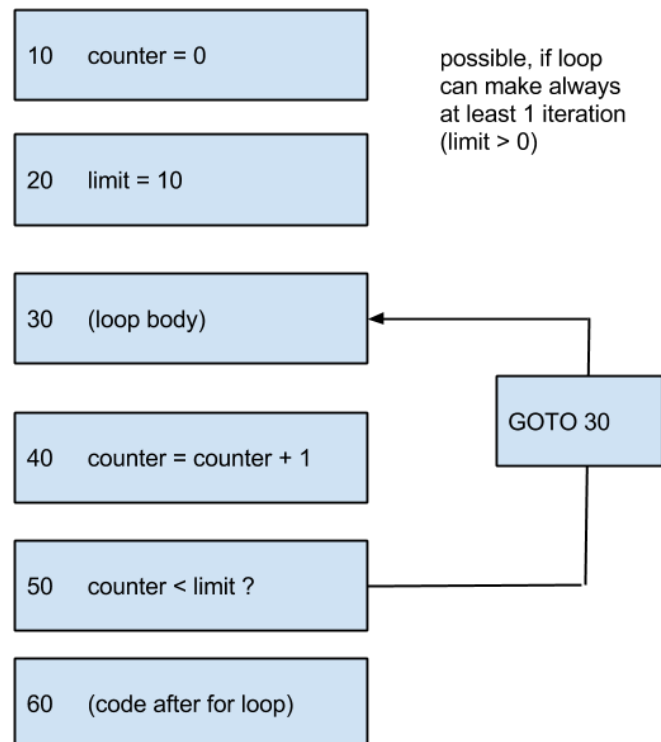 10 counter = 0
possible, if loop
can make always
at least 1 iteration
(limit > 0)
20 limit = 10
30 (loop body)
GOTO 30
40 counter = counter + 1
50 counter < limit ?
60 (code after for loop)